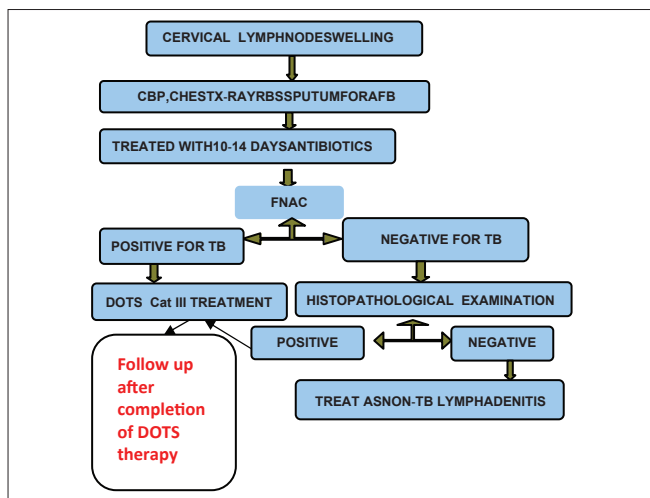 CERVICAL LYMPHNODESWELLING
CBP,CHESTX-RAYRBSSPUTUMFORAFB
TREATED WITH10-14 DAYSANTIBIOTICS
FNAC
POSITIVE FOR TB
NEGATIVE FOR TB
DOTS Cat III TREATMENT
HISTOPATHOLOGICAL EXAMINATION
POSITIVE
NEGATIVE
Follow up
after
completion
of DOTS
therapy
TREAT ASNON-TB LYMPHADENITIS